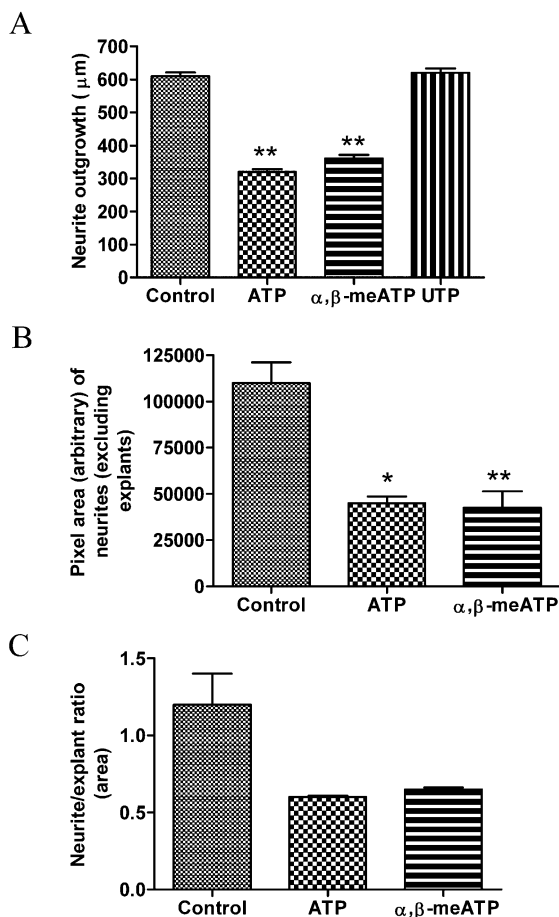 A
Neurite outgrowth ( μm)
700
600
500
400
300
200
100
0
**
**
Control ATP α,β-meATP UTP
B
Pixel area (arbitrary) of
neurites (excluding
explants)
125000
100000
75000
50000
25000
0
*
**
Control ATP α,β-meATP
C
Neurite/explant ratio
(area)
1.5
1.0
0.5
0.0
Control ATP α,β-meATP